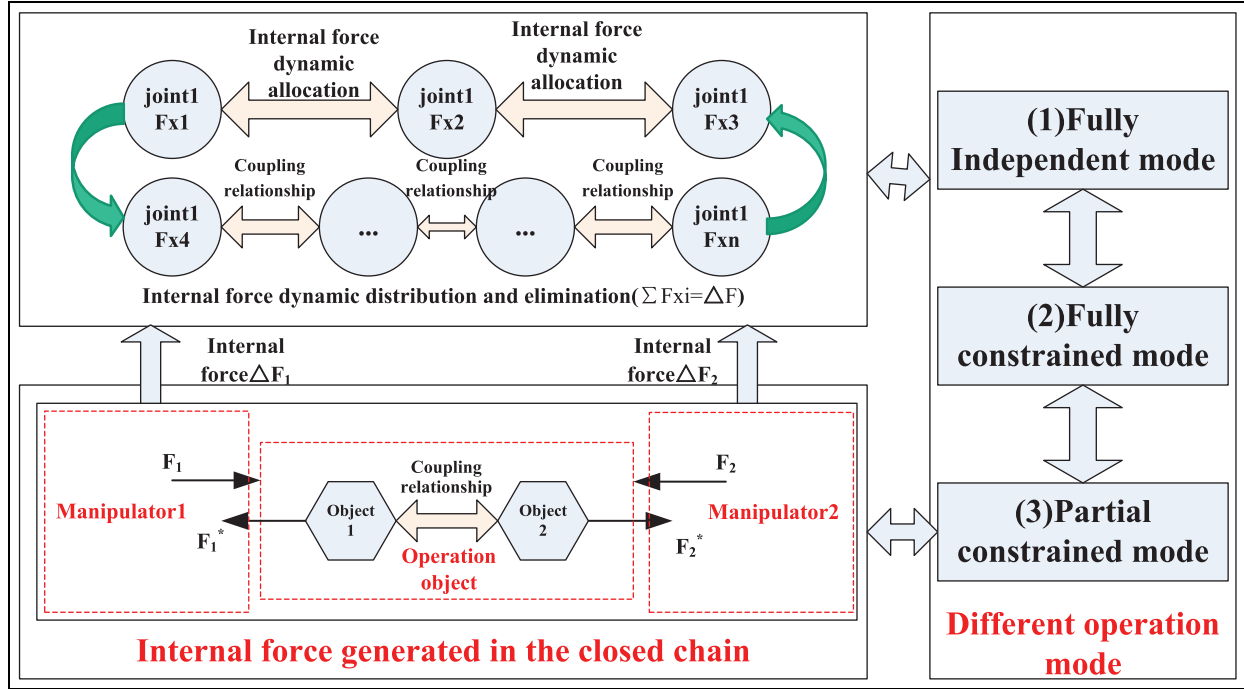 Internal force
dynamic
allocation
Internal force
dynamic
allocation
joint1
Fx1
joint1
Fx2
joint1
Fx3
Coupling
relationship
Coupling
relationship
Coupling
relationship
joint1
Fx4
...
...
joint1
Fxn
Internal force dynamic distribution and elimination(∑Fxi=△F)
Internal
force△F₁
Internal
force△F₂
F₁
Manipulator1
F₁*
Coupling
relationship
Object
1
Object
2
Operation
object
F₂
Manipulator2
F₂*
Internal force generated in the closed chain
(1)Fully
Independent mode
(2)Fully
constrained mode
(3)Partial
constrained mode
Different operation
mode